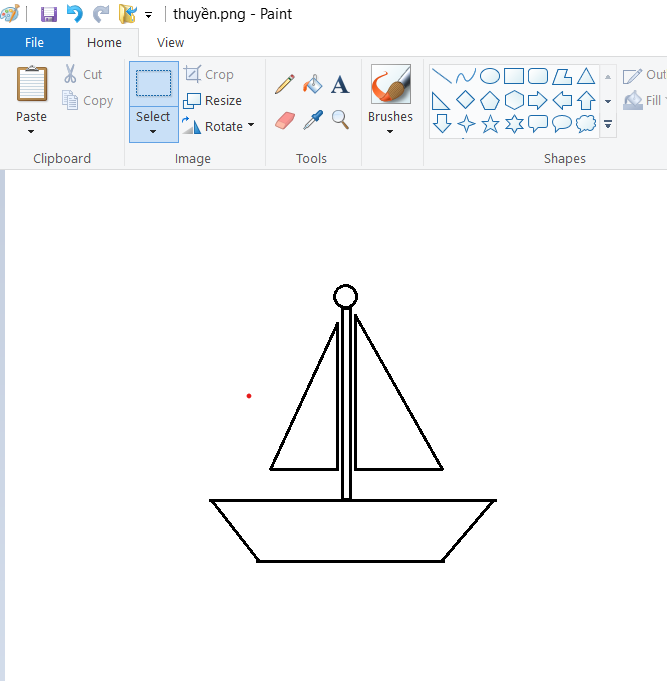 thuyền.png - Paint
File Home View
Paste
Cut
Copy
Clipboard
Select
Crop
Resize
Rotate
Image
A
Tools
Brushes
Shapes
Fill